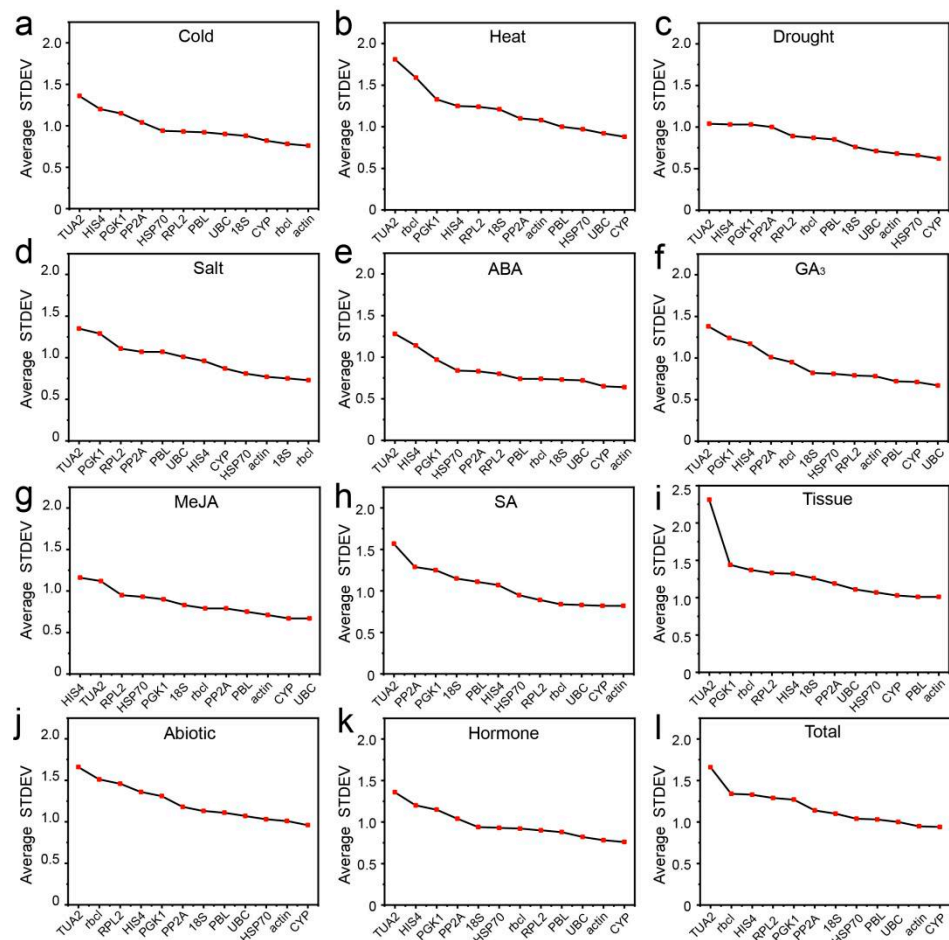 a
Cold
Average STDEV
2.0
1.5
1.0
0.5
0
TUA2 HIS4 PGK1 PP2A HSP70 RPL2 PBL UBC 18S CYP rbcl actin
b
Heat
Average STDEV
2.0
1.5
1.0
0.5
0
TUA2 rbcl PGK1 HIS4 RPL2 18S PP2A actin PBL HSP70 UBC CYP
c
Drought
Average STDEV
2.0
1.5
1.0
0.5
0
TUA2 HIS4 PGK1 PP2A RPL2 rbcl PBL 18S UBC actin HSP70 CYP
d
Salt
Average STDEV
2.0
1.5
1.0
0.5
0
TUA2 PGK1 RPL2 PP2A PBL UBC HIS4 CYP HSP70 actin 18S rbcl
e
ABA
Average STDEV
2.0
1.5
1.0
0.5
0
TUA2 HIS4 PGK1 HSP70 PP2A RPL2 PBL rbcl 18S UBC CYP actin
f
GA₃
Average STDEV
2.0
1.5
1.0
0.5
0
TUA2 PGK1 HIS4 PP2A rbcl 18S HSP70 RPL2 actin PBL CYP UBC
g
MeJA
Average STDEV
2.0
1.5
1.0
0.5
0
HIS4 TUA2 RPL2 HSP70 PGK1 18S rbcl PP2A PBL actin CYP UBC
h
SA
Average STDEV
2.0
1.5
1.0
0.5
0
TUA2 PP2A PGK1 18S PBL HIS4 HSP70 RPL2 rbcl UBC CYP actin
i
Tissue
Average STDEV
2.5
2.0
1.5
1.0
0.5
0
TUA2 PGK1 rbcl RPL2 HIS4 18S PP2A UBC HSP70 CYP PBL actin
j
Abiotic
Average STDEV
2.0
1.5
1.0
0.5
0
TUA2 rbcl RPL2 HIS4 PGK1 PP2A 18S PBL UBC HSP70 actin CYP
k
Hormone
Average STDEV
2.0
1.5
1.0
0.5
0
TUA2 HIS4 PGK1 PP2A 18S HSP70 rbcl RPL2 PBL UBC actin CYP
l
Total
Average STDEV
2.0
1.5
1.0
0.5
0
TUA2 rbcl HIS4 RPL2 PGK1 PP2A 18S HSP70 PBL UBC actin CYP